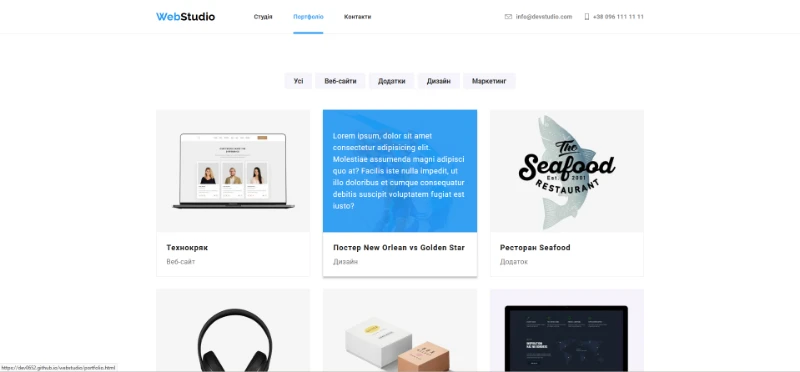 WebStudio
Студія Портфоліо Контакти
info@devstudio.com +38 096 111 11 11
Усі Веб-сайти Додатки Дизайн Маркетинг
Lorem ipsum, dolor sit amet
consectetur adipisicing elit.
Molestiae assumenda magni adipisci
quo at? Facilis iste nulla impedit, ut
illo doloribus et cumque consequatur
debitis suscipit voluptatem fugiat est
iusto?
The
Seafood
Est. 2001
RESTAURANT
Технокряк
Веб-сайт
Постер New Orlean vs Golden Star
Дизайн
Ресторан Seafood
Додаток
https://dev0652.github.io/webstudio/portfolio.html